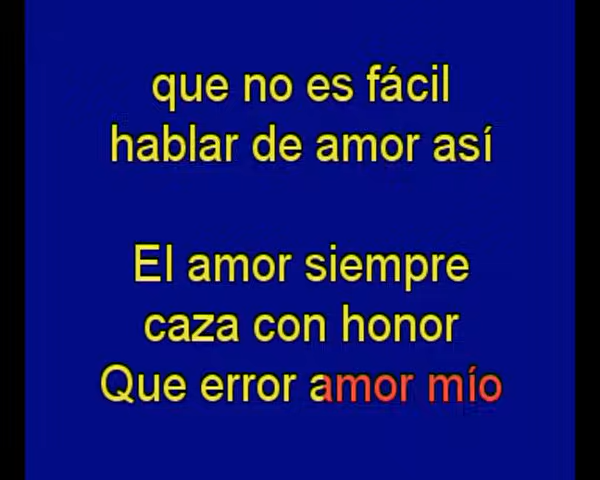 que no es fácil
hablar de amor así
El amor siempre
caza con honor
Que error amor mío